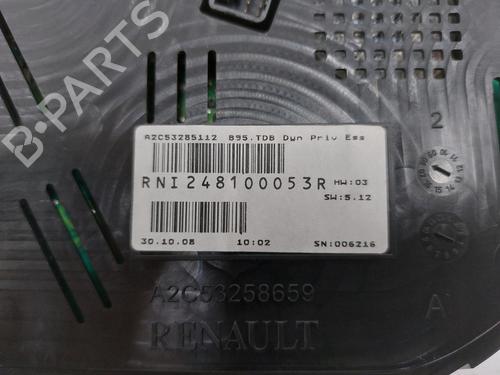 A2C53285112 B95.TDB Dyn Priv Ess
RNI248100053R HW:03
SW:5.12
30.10.08 10:02 SN:006216
A2C53258659
RENAULT
2
A
B-PARTS